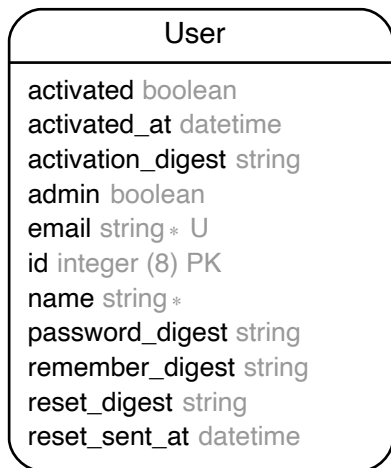 User
activated boolean
activated_at datetime
activation_digest string
admin boolean
email string∗ U
id integer (8) PK
name string∗
password_digest string
remember_digest string
reset_digest string
reset_sent_at datetime